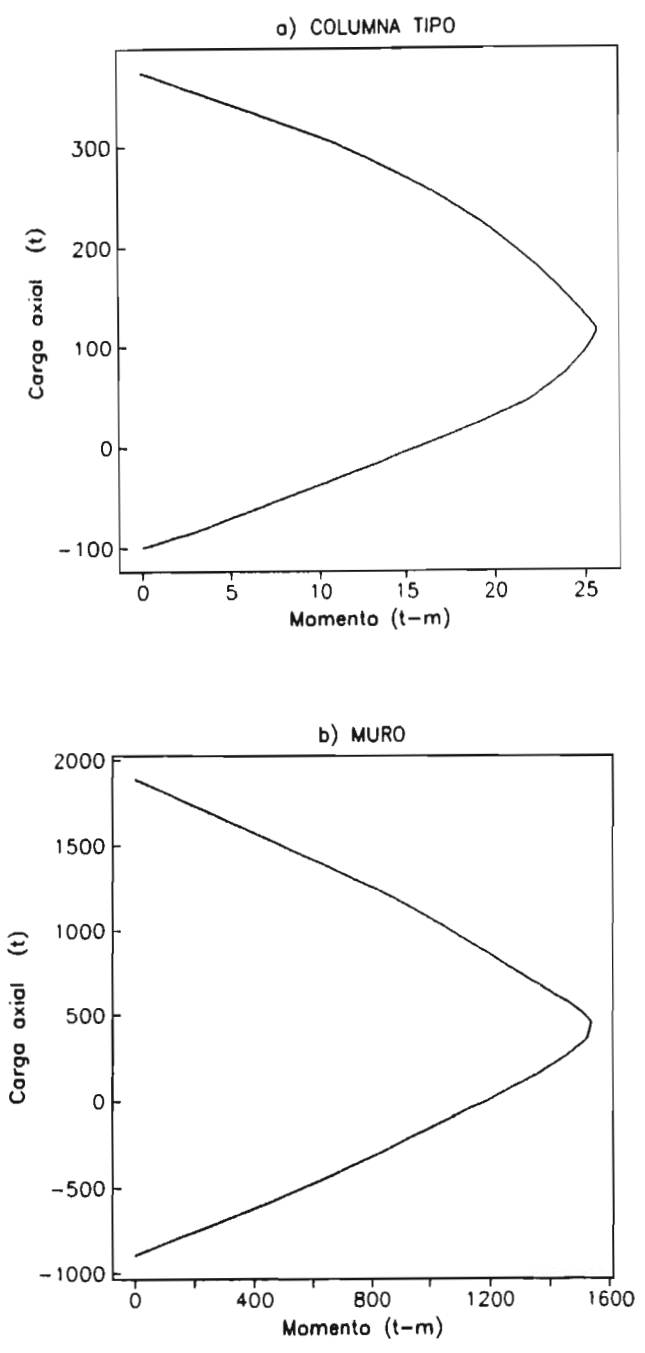 a) COLUMNA TIPO
300
200
100
0
-100
Carga axial (t)
0 5 10 15 20 25
Momento (t-m)
b) MURO
2000
1500
1000
500
0
-500
-1000
Carga axial (t)
0 400 800 1200 1600
Momento (t-m)